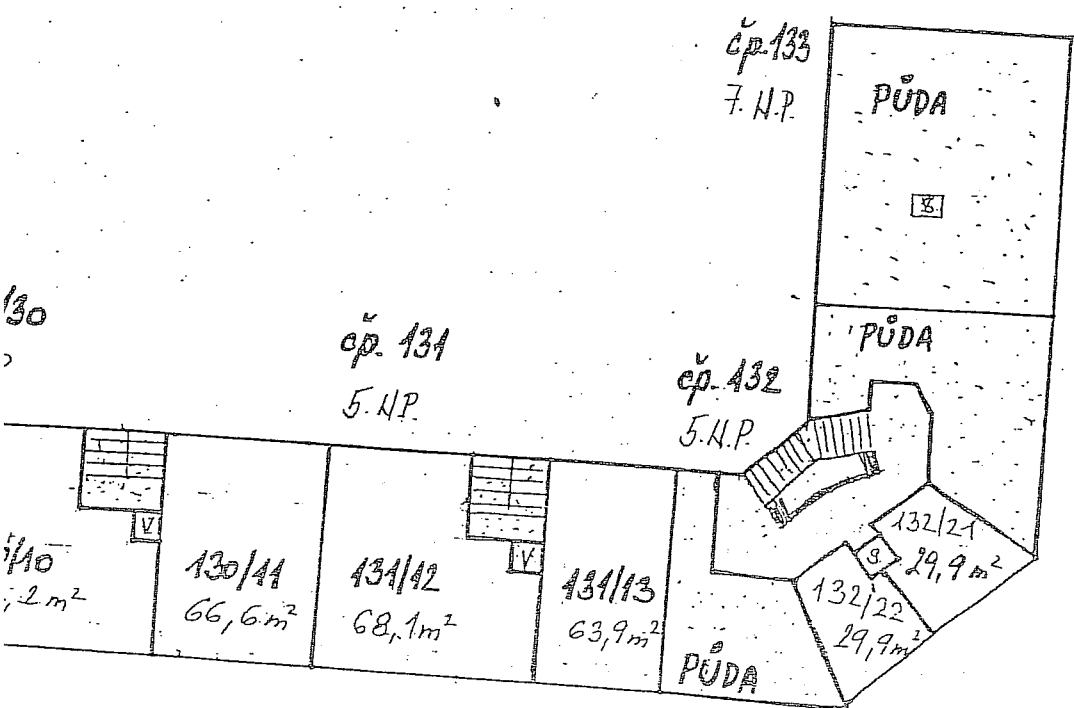 čp. 133
7. N.P.
PŮDA
PŮDA
čp. 131
5. N.P.
čp. 132
5. N.P.
V
130/11
66,6 m²
131/12
68,1 m²
V
131/13
63,9 m²
PŮDA
132/21
29,9 m²
132/22
29,9 m²